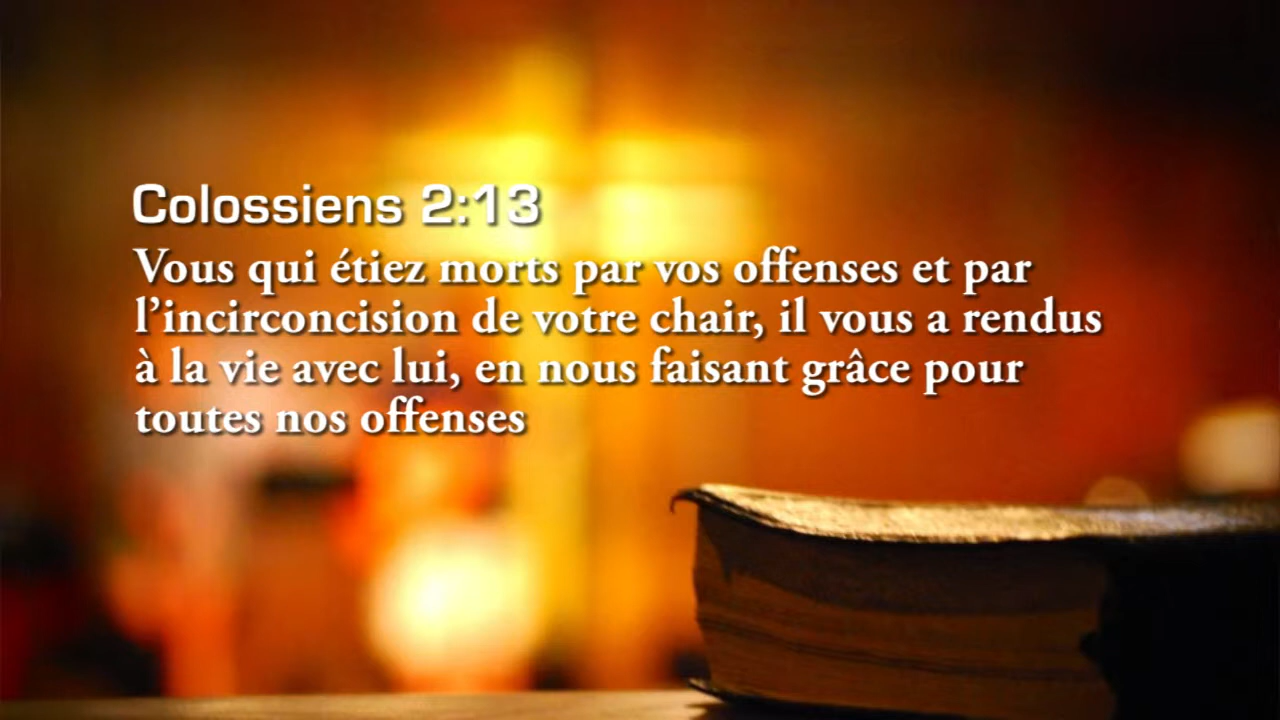 Colossiens 2:13
Vous qui étiez morts par vos offenses et par
l’incirconcision de votre chair, il vous a rendus
à la vie avec lui, en nous faisant grâce pour
toutes nos offenses